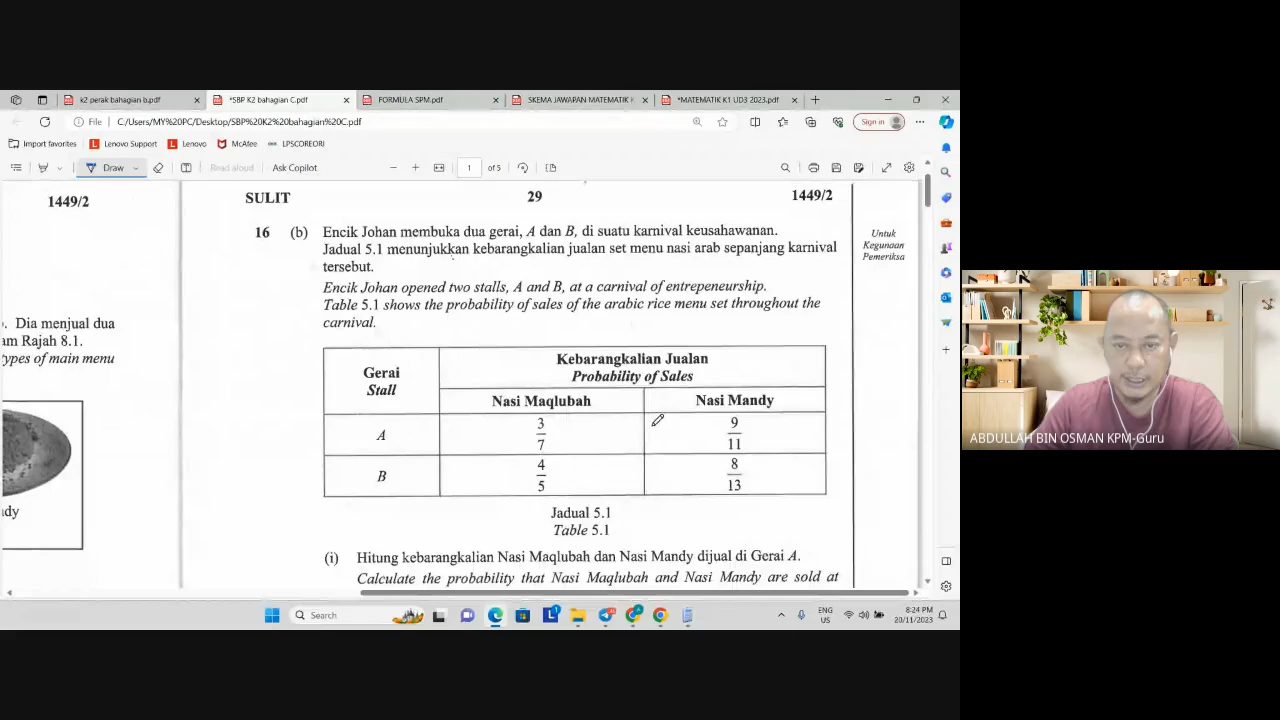 k2 perak bahagian b.pdf
*SBP K2 bahagian C.pdf
FORMULA SPM.pdf
SKEMA JAWAPAN MATEMATIK K
*MATEMATIK K1 UD3 2023.pdf
File
C:/Users/MY%20PC/Desktop/SBP%20K2%20bahagian%20C.pdf
Sign in
Import favorites
Lenovo Support
Lenovo
McAfee
LPSCOREORI
Draw
Read aloud
Ask Copilot
1 of 5
1449/2
SULIT 29 1449/2
Untuk
Kegunaan
Pemeriksa
16 (b) Encik Johan membuka dua gerai, A dan B, di suatu karnival keusahawanan.
Jadual 5.1 menunjukkan kebarangkalian jualan set menu nasi arab sepanjang karnival
tersebut.
Encik Johan opened two stalls, A and B, at a carnival of entrepeneurship.
Table 5.1 shows the probability of sales of the arabic rice menu set throughout the
carnival.
. Dia menjual dua
am Rajah 8.1.
types of main menu
dy
Gerai
Stall
Kebarangkalian Jualan
Probability of Sales
Nasi Maqlubah
Nasi Mandy
A 3/7 9/11
B 4/5 8/13
Jadual 5.1
Table 5.1
(i) Hitung kebarangkalian Nasi Maqlubah dan Nasi Mandy dijual di Gerai A.
Calculate the probability that Nasi Maqlubah and Nasi Mandy are sold at
ABDULLAH BIN OSMAN KPM-Guru
Search
ENG
US
8:24 PM
20/11/2023